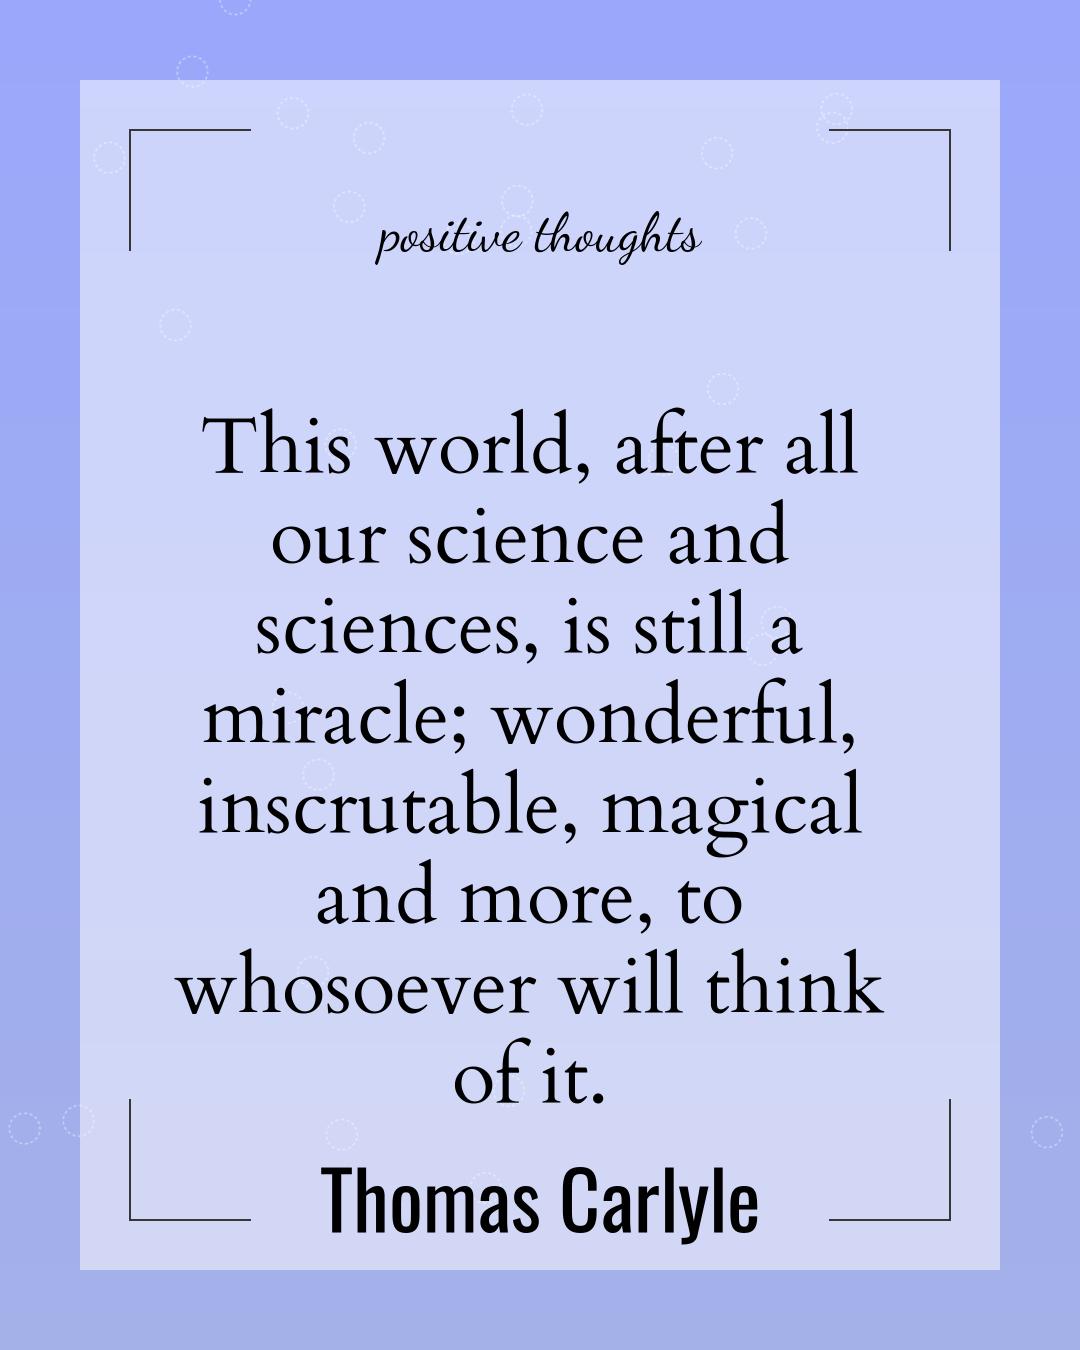 positive thoughts
This world, after all
our science and
sciences, is still a
miracle; wonderful,
inscrutable, magical
and more, to
whosoever will think
of it.
Thomas Carlyle